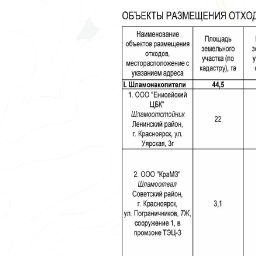 ОБЪЕКТЫ РАЗМЕЩЕНИЯ ОТХОД
Наименование
объектов размещения
отходов,
месторасположение с
указанием адреса
Площадь
земельного
участка (по
кадастру), га
I. Шламонакопители
44,5
1. ООО "Енисейский
ЦБК"
Шламоотстойник
Ленинский район,
г. Красноярск, ул.
Уярская, 3г
22
2. ООО "КраМЗ"
Шламоотвал
Советский район,
г. Красноярск,
ул. Пограничников, 7Ж,
сооружение 1, в
промзоне ТЭЦ-3
3,1